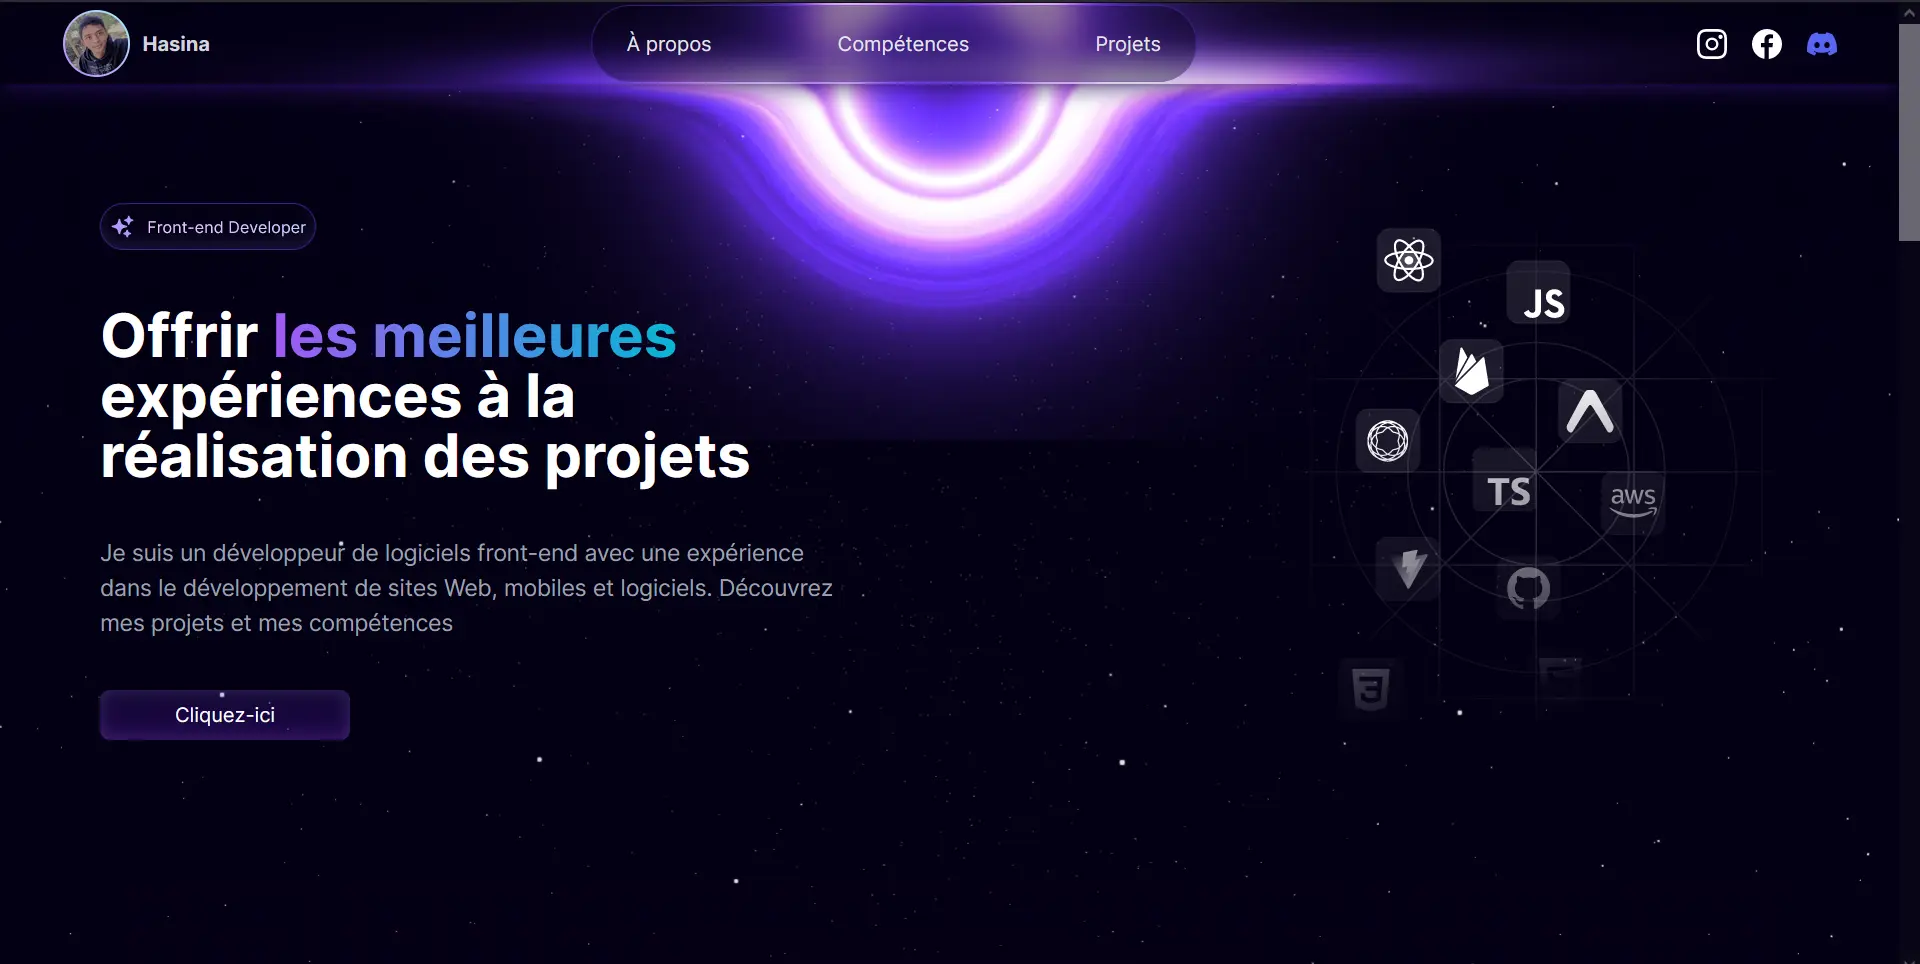 Hasina
À propos
Compétences
Projets
Front-end Developer
Offrir les meilleures
expériences à la
réalisation des projets
Je suis un développeur de logiciels front-end avec une expérience
dans le développement de sites Web, mobiles et logiciels. Découvrez
mes projets et mes compétences
Cliquez-ici
JS
TS
aws
3